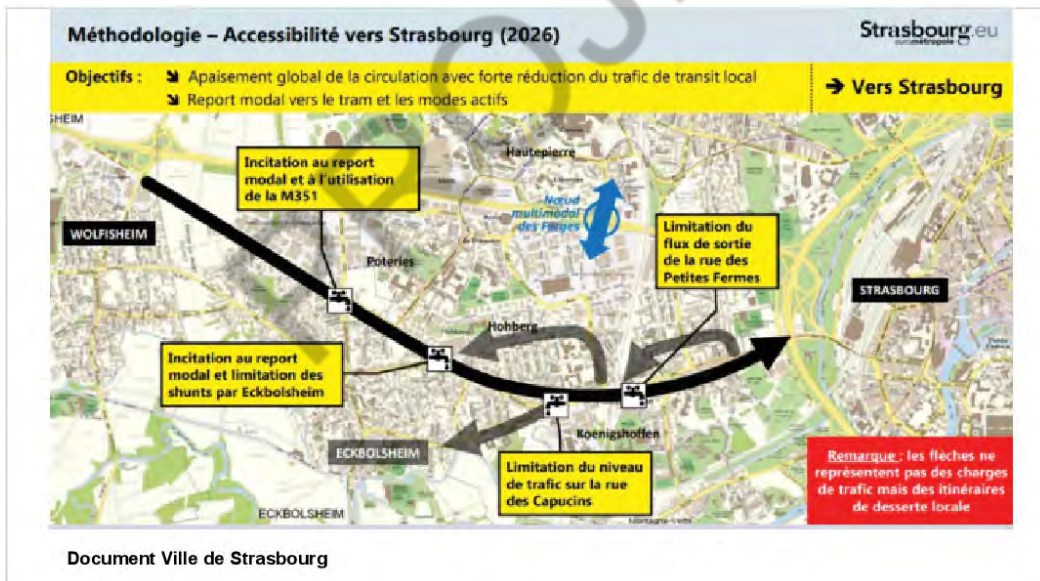 Méthodologie – Accessibilité vers Strasbourg (2026)
Strasbourg.eu
eurométropole
Objectifs :
Apaisement global de la circulation avec forte réduction du trafic de transit local
Report modal vers le tram et les modes actifs
→ Vers Strasbourg
SHEIM
Hautepierre
Incitation au report
modal et à l'utilisation
de la M351
Nœud
multimodal
des Forges
WOLFISHEIM
Limitation du
flux de sortie
de la rue des
Petites Fermes
Poteries
STRASBOURG
Hohberg
Incitation au report
modal et limitation des
shunts par Eckbolsheim
Koenigshoffen
ECKBOLSHEIM
Limitation du niveau
de trafic sur la rue
des Capucins
Remarque : les flèches ne
représentent pas des charges
de trafic mais des itinéraires
de desserte locale
ECKBOLSHEIM
Montagne-Verte
Document Ville de Strasbourg